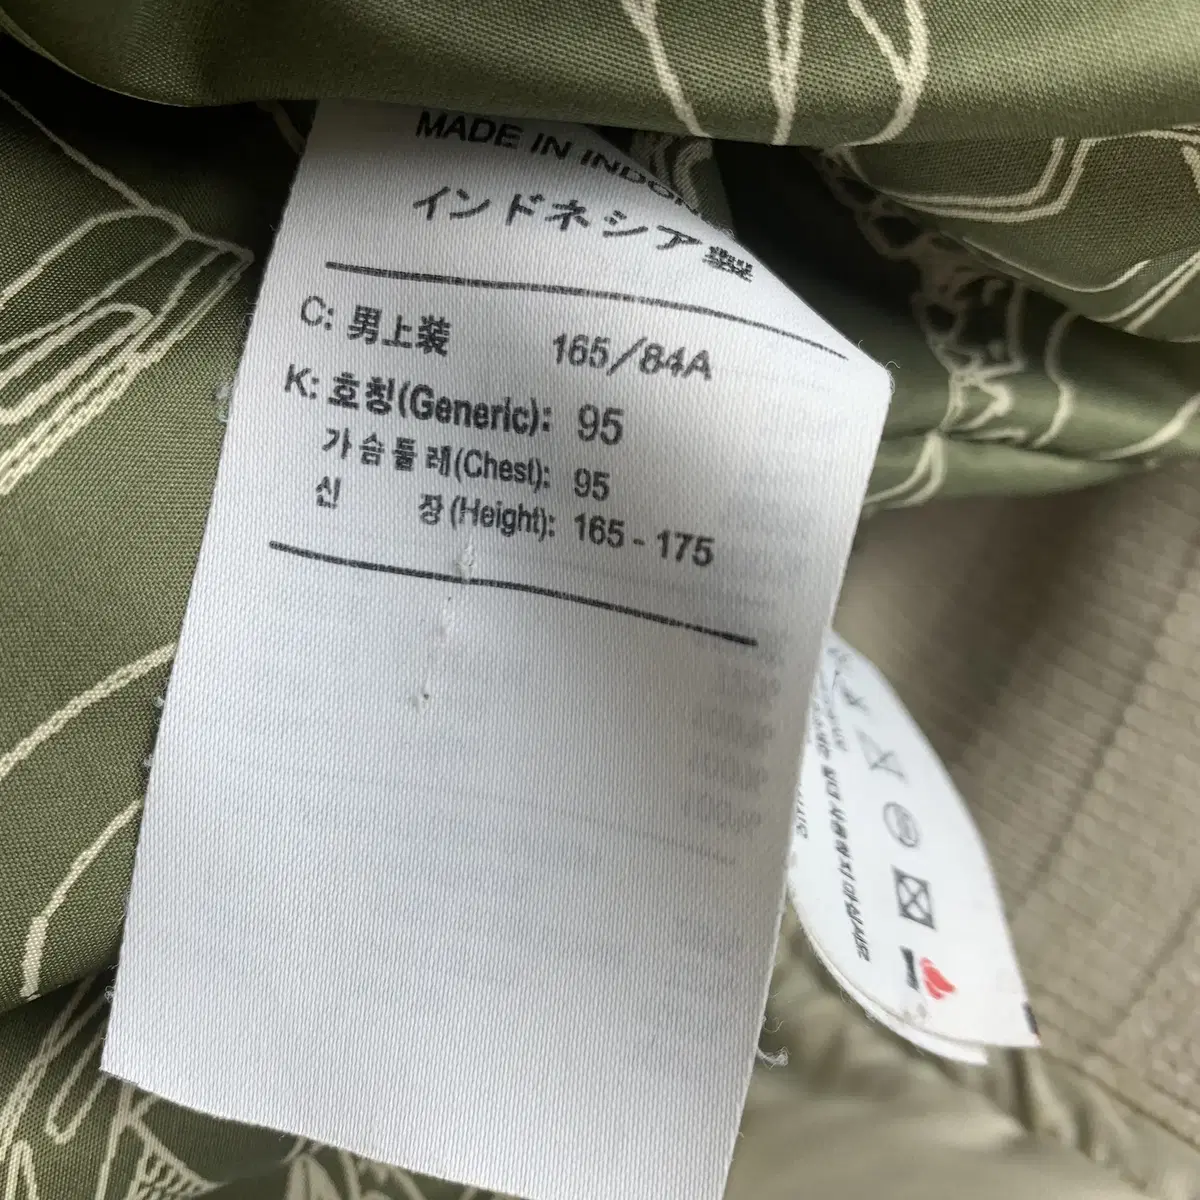 MADE IN INDON
インドネシア製
C: 男上装 165/84A
K: 호칭(Generic): 95
가슴둘레(Chest): 95
신 장(Height): 165 - 175